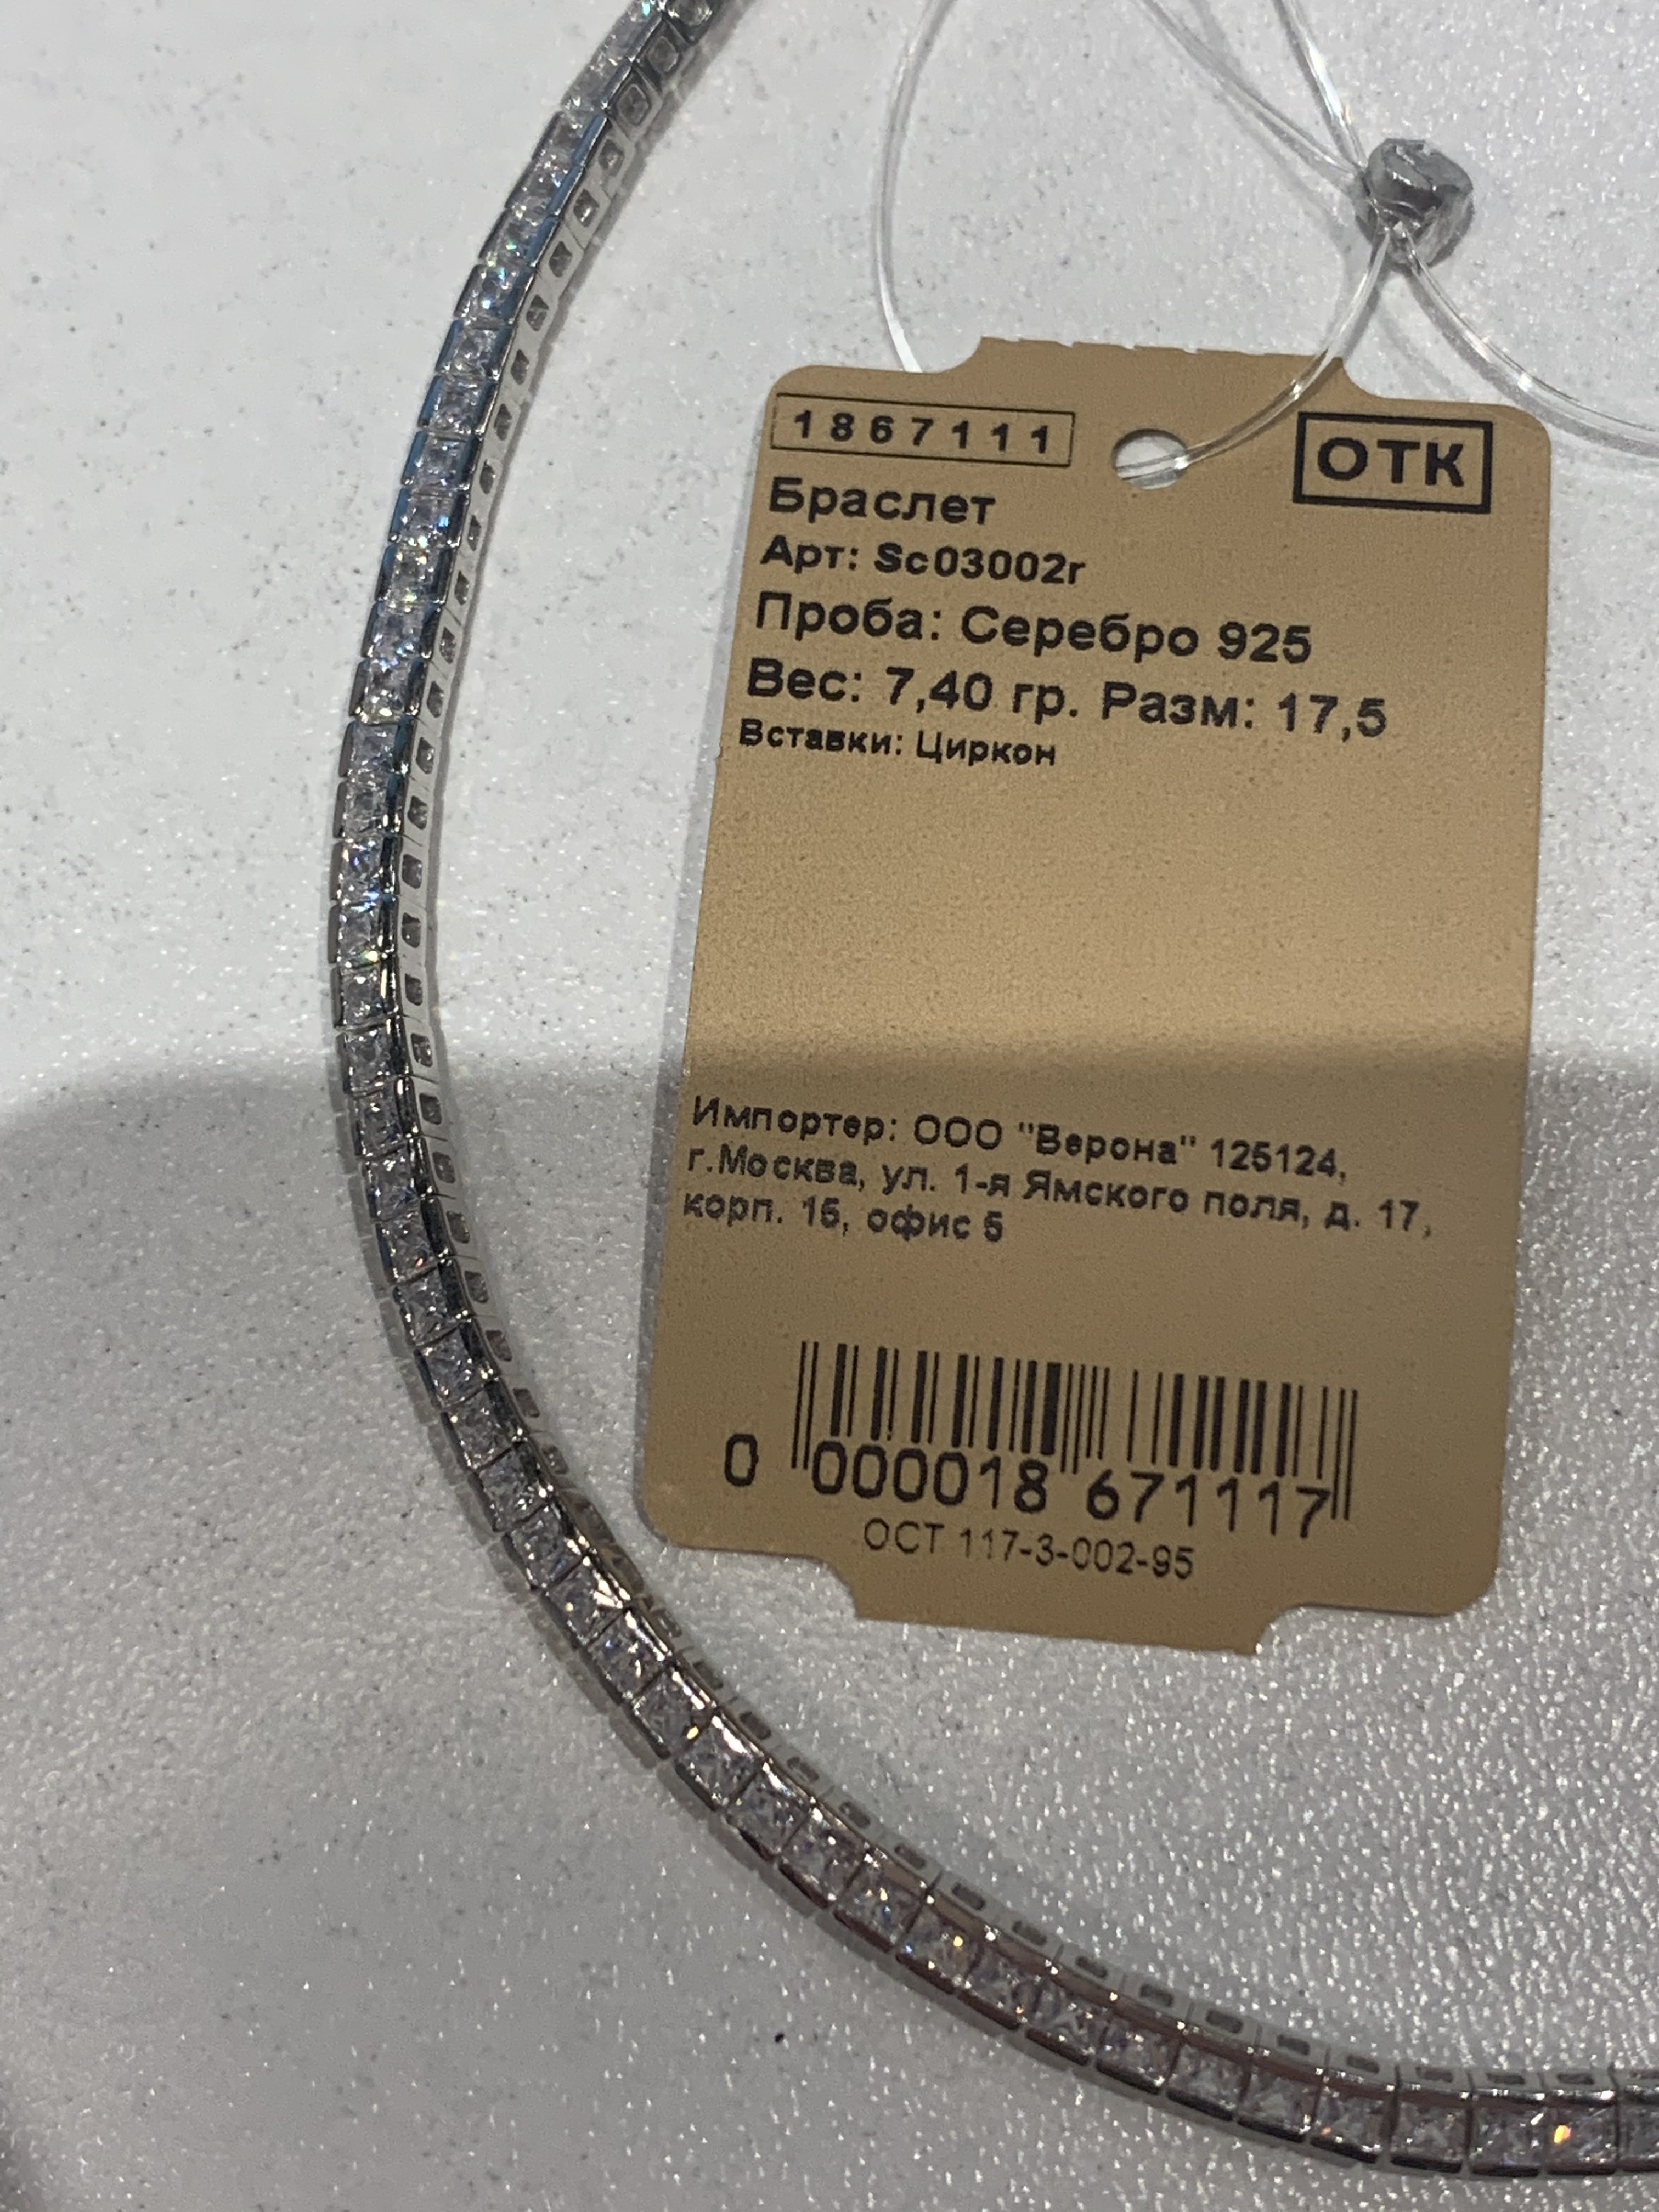 1867111
ОТК
Браслет
Арт: Sc03002r
Проба: Серебро 925
Вес: 7,40 гр. Разм: 17,5
Вставки: Циркон
Импортер: ООО "Верона" 125124,
г.Москва, ул. 1-я Ямского поля, д. 17,
корп. 15, офис 5
0 000018 671117
ОСТ 117-3-002-95